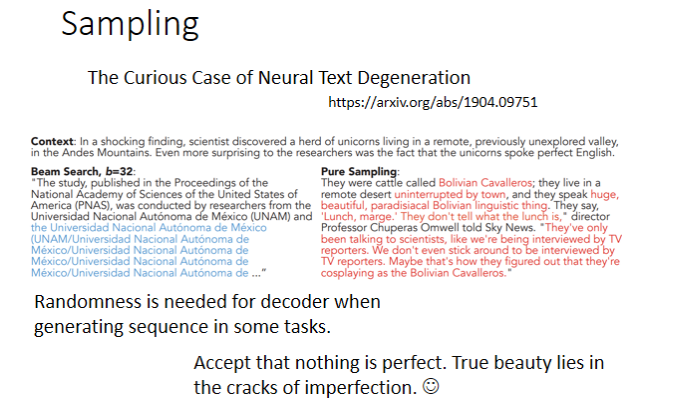 Sampling
The Curious Case of Neural Text Degeneration
https://arxiv.org/abs/1904.09751
Context: In a shocking finding, scientist discovered a herd of unicorns living in a remote, previously unexplored valley,
in the Andes Mountains. Even more surprising to the researchers was the fact that the unicorns spoke perfect English.
Beam Search, b=32:
"The study, published in the Proceedings of the
National Academy of Sciences of the United States of
America (PNAS), was conducted by researchers from the
Universidad Nacional Autónoma de México (UNAM) and
the Universidad Nacional Autónoma de México
(UNAM/Universidad Nacional Autónoma de
México/Universidad Nacional Autónoma de
México/Universidad Nacional Autónoma de
México/Universidad Nacional Autónoma de ..."
Pure Sampling:
They were cattle called Bolivian Cavalleros; they live in a
remote desert uninterrupted by town, and they speak huge,
beautiful, paradisiacal Bolivian linguistic thing. They say,
'Lunch, marge.' They don't tell what the lunch is," director
Professor Chuperas Omwell told Sky News. "They've only
been talking to scientists, like we're being interviewed by TV
reporters. We don't even stick around to be interviewed by
TV reporters. Maybe that's how they figured out that they're
cosplaying as the Bolivian Cavalleros."
Randomness is needed for decoder when
generating sequence in some tasks.
Accept that nothing is perfect. True beauty lies in
the cracks of imperfection. ☺